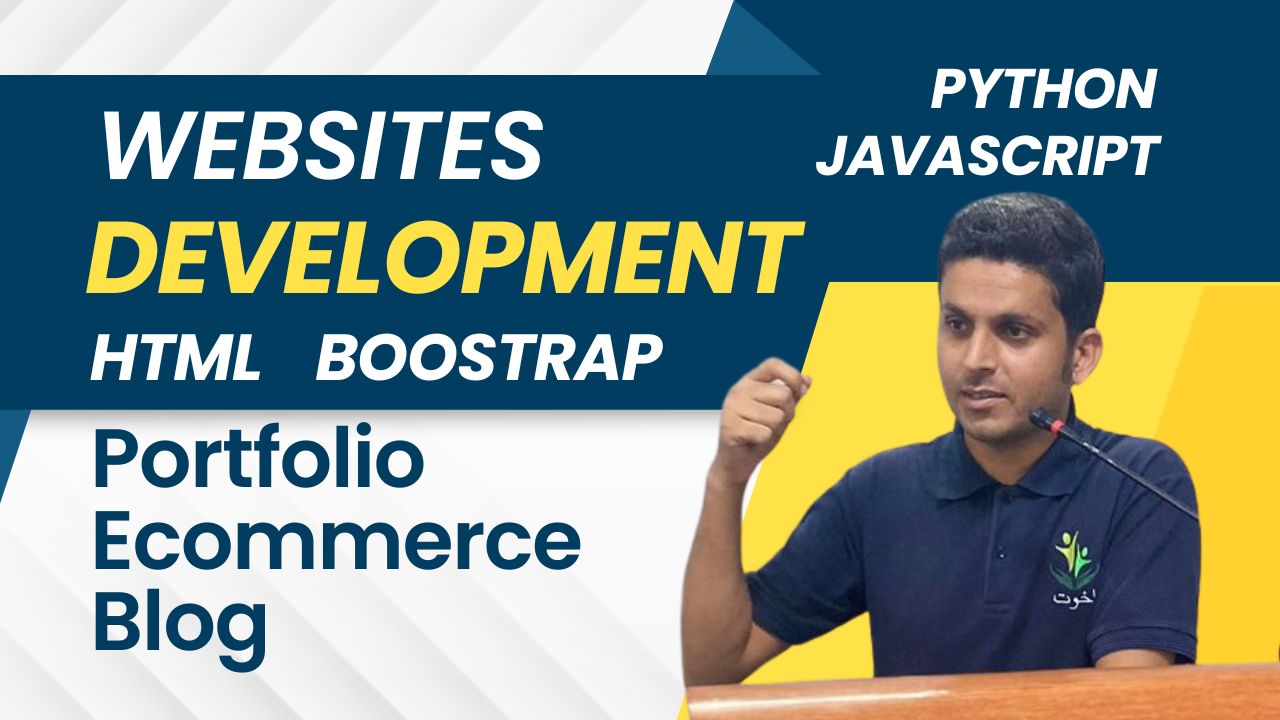 WEBSITES
DEVELOPMENT
HTML BOOSTRAP
PYTHON
JAVASCRIPT
Portfolio
Ecommerce
Blog
اخوت